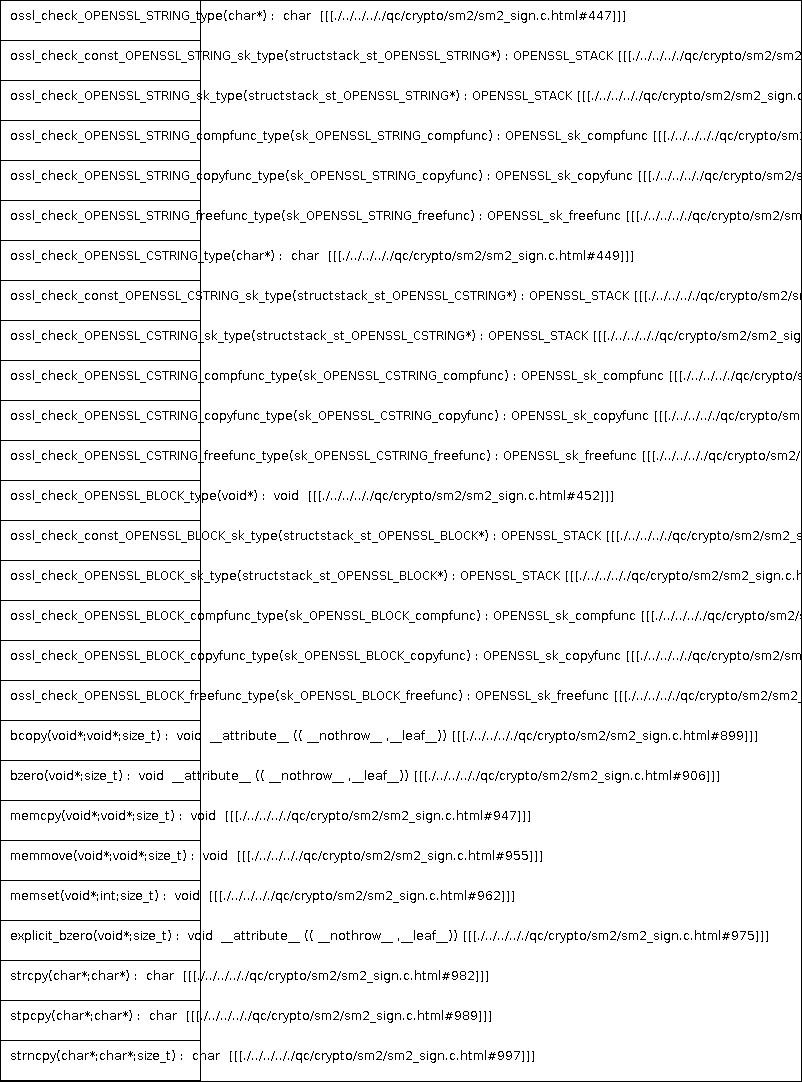 ossl_check_OPENSSL_STRING_type(char*) : char [[[./../../././qc/crypto/sm2/sm2_sign.c.html#447]]]
ossl_check_const_OPENSSL_STRING_sk_type(structstack_st_OPENSSL_STRING*) : OPENSSL_STACK [[[./../../././qc/crypto/sm2/sm2
ossl_check_OPENSSL_STRING_sk_type(structstack_st_OPENSSL_STRING*) : OPENSSL_STACK [[[./../../././qc/crypto/sm2/sm2_sign.c
ossl_check_OPENSSL_STRING_compfunc_type(sk_OPENSSL_STRING_compfunc) : OPENSSL_sk_compfunc [[[./../../././qc/crypto/sm
ossl_check_OPENSSL_STRING_copyfunc_type(sk_OPENSSL_STRING_copyfunc) : OPENSSL_sk_copyfunc [[[./../../././qc/crypto/sm2/s
ossl_check_OPENSSL_STRING_freefunc_type(sk_OPENSSL_STRING_freefunc) : OPENSSL_sk_freefunc [[[./../../././qc/crypto/sm2/sm
ossl_check_OPENSSL_CSTRING_type(char*) : char [[[./../../././qc/crypto/sm2/sm2_sign.c.html#449]]]
ossl_check_const_OPENSSL_CSTRING_sk_type(structstack_st_OPENSSL_CSTRING*) : OPENSSL_STACK [[[./../../././qc/crypto/sm2/s
ossl_check_OPENSSL_CSTRING_sk_type(structstack_st_OPENSSL_CSTRING*) : OPENSSL_STACK [[[./../../././qc/crypto/sm2/sm2_sig
ossl_check_OPENSSL_CSTRING_compfunc_type(sk_OPENSSL_CSTRING_compfunc) : OPENSSL_sk_compfunc [[[./../../././qc/crypto/s
ossl_check_OPENSSL_CSTRING_copyfunc_type(sk_OPENSSL_CSTRING_copyfunc) : OPENSSL_sk_copyfunc [[[./../../././qc/crypto/sm
ossl_check_OPENSSL_CSTRING_freefunc_type(sk_OPENSSL_CSTRING_freefunc) : OPENSSL_sk_freefunc [[[./../../././qc/crypto/sm2/
ossl_check_OPENSSL_BLOCK_type(void*) : void [[[./../../././qc/crypto/sm2/sm2_sign.c.html#452]]]
ossl_check_const_OPENSSL_BLOCK_sk_type(structstack_st_OPENSSL_BLOCK*) : OPENSSL_STACK [[[./../../././qc/crypto/sm2/sm2_s
ossl_check_OPENSSL_BLOCK_sk_type(structstack_st_OPENSSL_BLOCK*) : OPENSSL_STACK [[[./../../././qc/crypto/sm2/sm2_sign.c.h
ossl_check_OPENSSL_BLOCK_compfunc_type(sk_OPENSSL_BLOCK_compfunc) : OPENSSL_sk_compfunc [[[./../../././qc/crypto/sm2/
ossl_check_OPENSSL_BLOCK_copyfunc_type(sk_OPENSSL_BLOCK_copyfunc) : OPENSSL_sk_copyfunc [[[./../../././qc/crypto/sm2/sm
ossl_check_OPENSSL_BLOCK_freefunc_type(sk_OPENSSL_BLOCK_freefunc) : OPENSSL_sk_freefunc [[[./../../././qc/crypto/sm2/sm2_
bcopy(void*;void*;size_t) : void __attribute__ (( __nothrow__ ,__leaf__)) [[[./../../././qc/crypto/sm2/sm2_sign.c.html#899]]]
bzero(void*;size_t) : void __attribute__ (( __nothrow__ ,__leaf__)) [[[./../../././qc/crypto/sm2/sm2_sign.c.html#906]]]
memcpy(void*;void*;size_t) : void [[[./../../././qc/crypto/sm2/sm2_sign.c.html#947]]]
memmove(void*;void*;size_t) : void [[[./../../././qc/crypto/sm2/sm2_sign.c.html#955]]]
memset(void*;int;size_t) : void [[[./../../././qc/crypto/sm2/sm2_sign.c.html#962]]]
explicit_bzero(void*;size_t) : void __attribute__ (( __nothrow__ ,__leaf__)) [[[./../../././qc/crypto/sm2/sm2_sign.c.html#975]]]
strcpy(char*;char*) : char [[[./../../././qc/crypto/sm2/sm2_sign.c.html#982]]]
stpcpy(char*;char*) : char [[[./../../././qc/crypto/sm2/sm2_sign.c.html#989]]]
strncpy(char*;char*;size_t) : char [[[./../../././qc/crypto/sm2/sm2_sign.c.html#997]]]